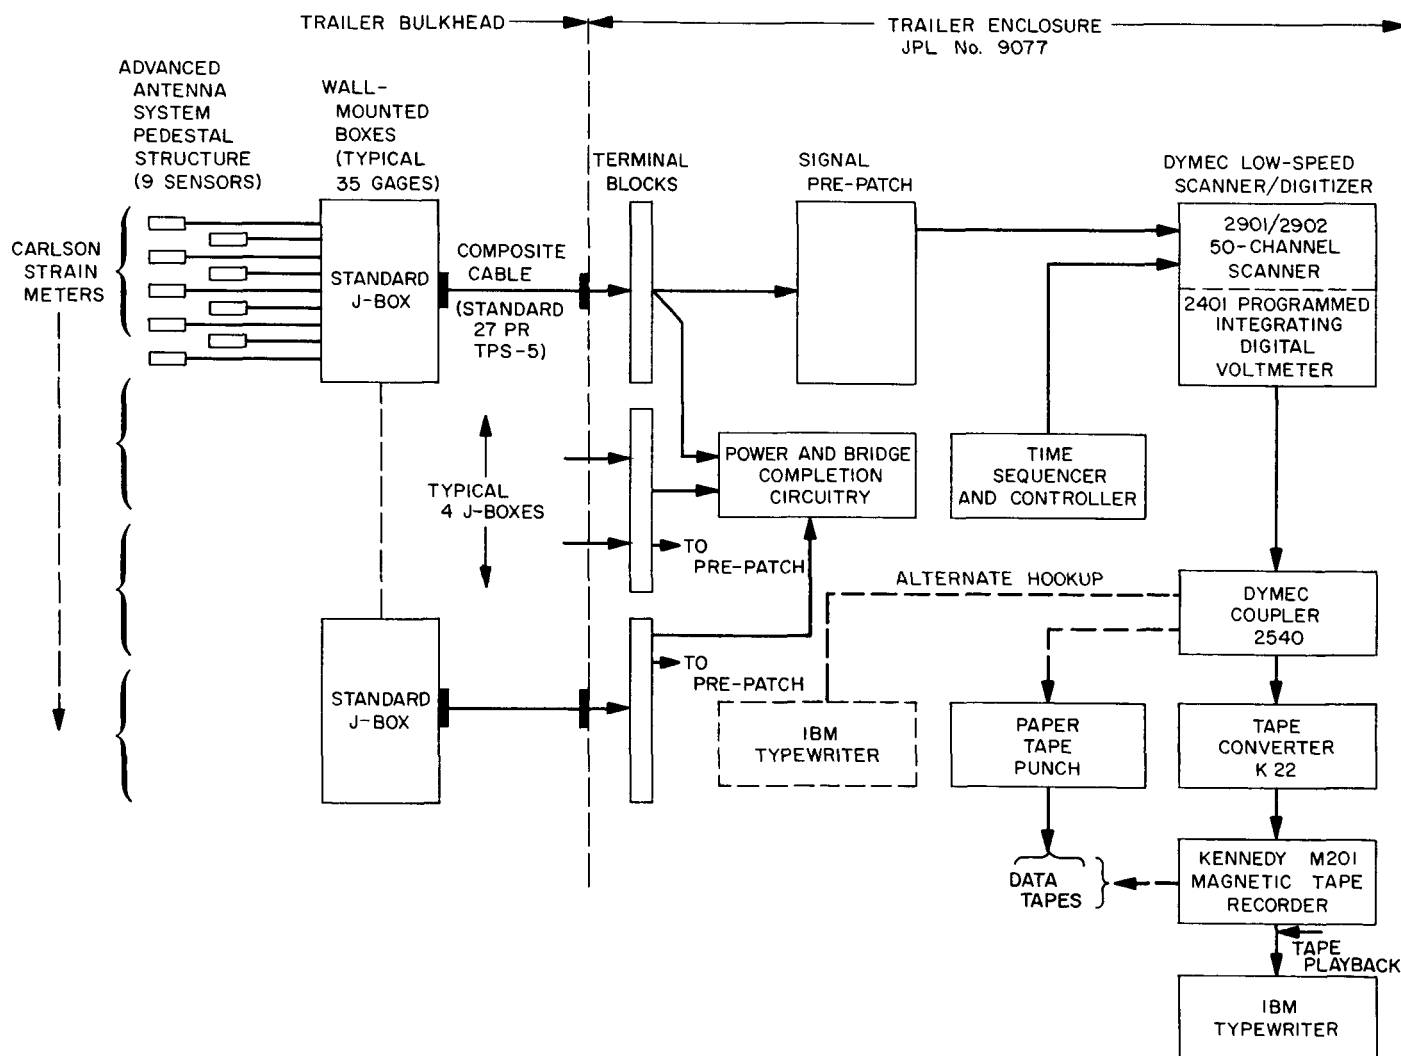 TRAILER BULKHEAD
TRAILER ENCLOSURE
JPL No. 9077
ADVANCED
ANTENNA
SYSTEM
PEDESTAL
STRUCTURE
(9 SENSORS)
WALL-
MOUNTED
BOXES
(TYPICAL
35 GAGES)
TERMINAL
BLOCKS
SIGNAL
PRE-PATCH
DYMEC LOW-SPEED
SCANNER/DIGITIZER
CARLSON
STRAIN
METERS
STANDARD
J-BOX
COMPOSITE
CABLE
(STANDARD
27 PR
TPS-5)
2901/2902
50-CHANNEL
SCANNER
2401 PROGRAMMED
INTEGRATING
DIGITAL
VOLTMETER
TYPICAL
4 J-BOXES
POWER AND BRIDGE
COMPLETION
CIRCUITRY
TIME
SEQUENCER
AND CONTROLLER
TO
PRE-PATCH
ALTERNATE HOOKUP
DYMEC
COUPLER
2540
STANDARD
J-BOX
TO
PRE-PATCH
IBM
TYPEWRITER
PAPER
TAPE
PUNCH
TAPE
CONVERTER
K 22
DATA
TAPES
KENNEDY M201
MAGNETIC TAPE
RECORDER
TAPE
PLAYBACK
IBM
TYPEWRITER